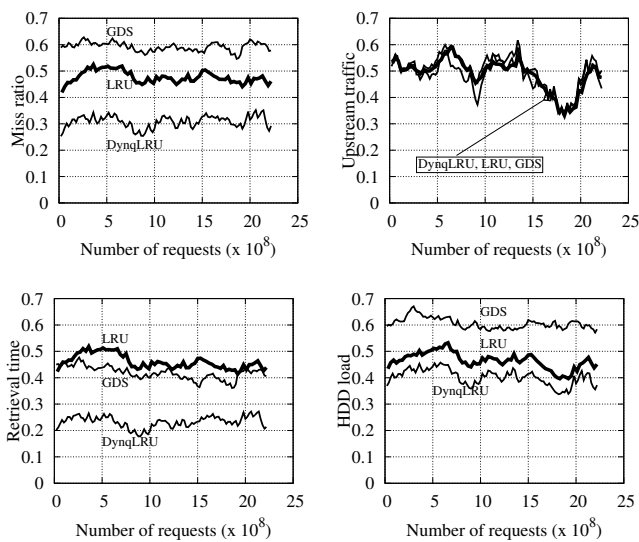 0.7
0.6
0.5
0.4
0.3
0.2
0.1
0
0 5 10 15 20 25
Miss ratio
Number of requests (x 10^8)
GDS
LRU
DynqLRU
0.7
0.6
0.5
0.4
0.3
0.2
0.1
0
0 5 10 15 20 25
Upstream traffic
Number of requests (x 10^8)
DynqLRU, LRU, GDS
0.7
0.6
0.5
0.4
0.3
0.2
0.1
0
0 5 10 15 20 25
Retrieval time
Number of requests (x 10^8)
LRU
GDS
DynqLRU
0.7
0.6
0.5
0.4
0.3
0.2
0.1
0
0 5 10 15 20 25
HDD load
Number of requests (x 10^8)
GDS
LRU
DynqLRU